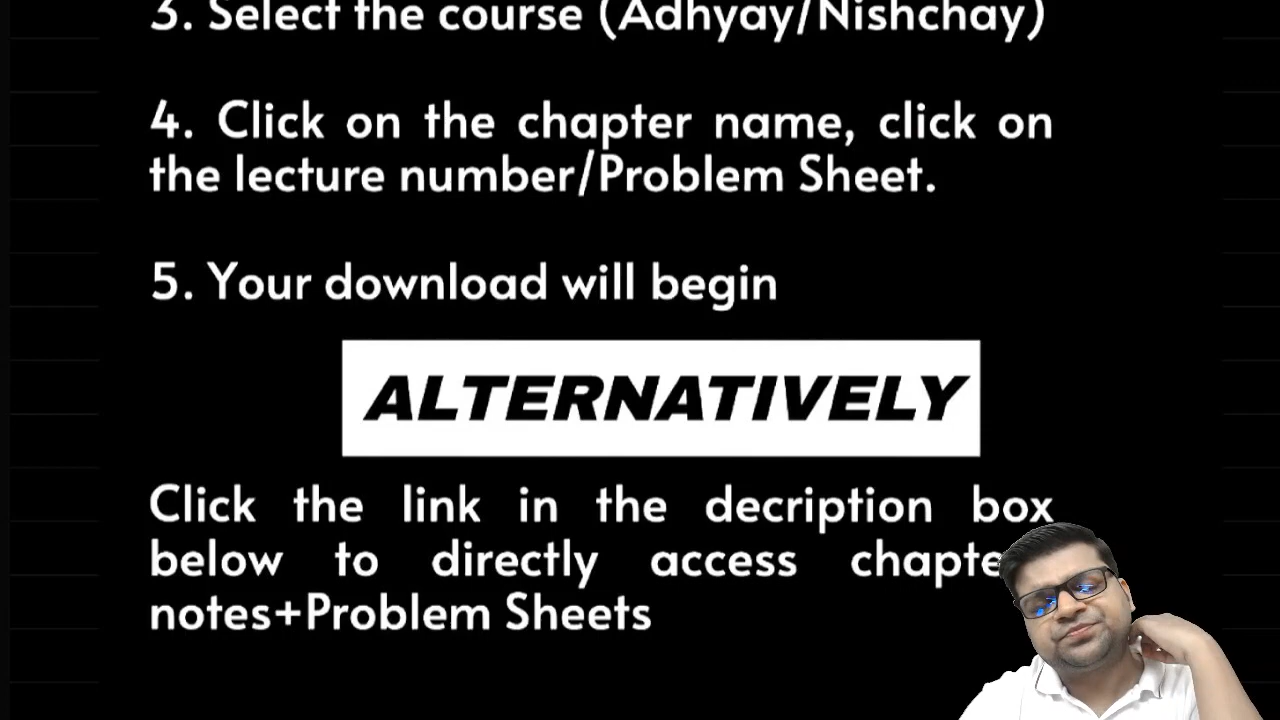 3. Select the course (Adhyay/Nishchay)
4. Click on the chapter name, click on
the lecture number/Problem Sheet.
5. Your download will begin
ALTERNATIVELY
Click the link in the decription box
below to directly access
notes+Problem Sheets